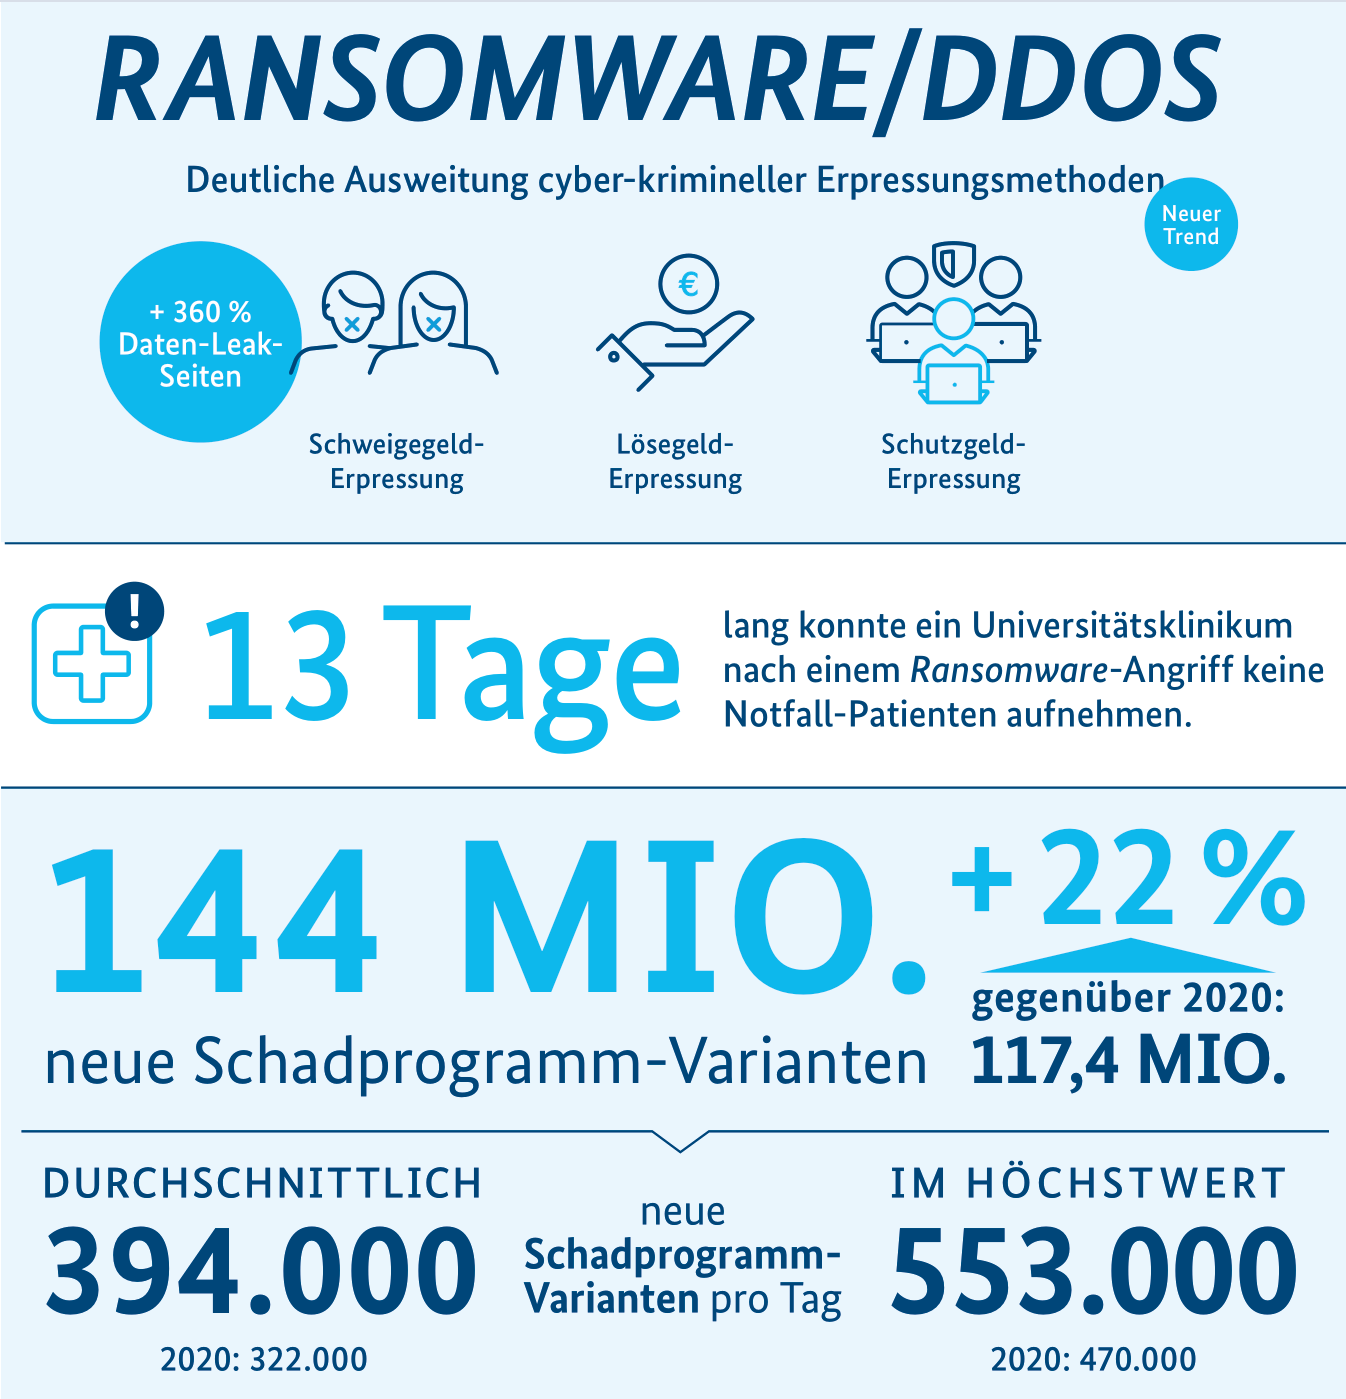 RANSOMWARE/DDOS
Deutliche Ausweitung cyber-krimineller Erpressungsmethoden
Neuer
Trend
+ 360 %
Daten-Leak-
Seiten
€
Schweigegeld-
Erpressung
Lösegeld-
Erpressung
Schutzgeld-
Erpressung
!
13 Tage
lang konnte ein Universitätsklinikum
nach einem Ransomware-Angriff keine
Notfall-Patienten aufnehmen.
144 MIO.
neue Schadprogramm-Varianten
+ 22 %
gegenüber 2020:
117,4 MIO.
DURCHSCHNITTLICH
394.000
2020: 322.000
neue
Schadprogramm-
Varianten pro Tag
IM HÖCHSTWERT
553.000
2020: 470.000